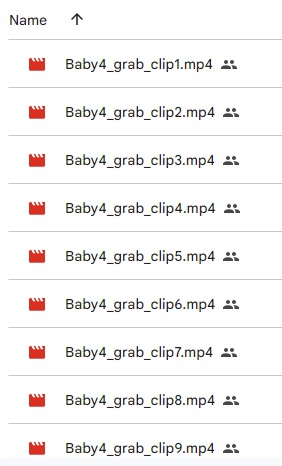 Name
Baby4_grab_clip1.mp4
Baby4_grab_clip2.mp4
Baby4_grab_clip3.mp4
Baby4_grab_clip4.mp4
Baby4_grab_clip5.mp4
Baby4_grab_clip6.mp4
Baby4_grab_clip7.mp4
Baby4_grab_clip8.mp4
Baby4_grab_clip9.mp4